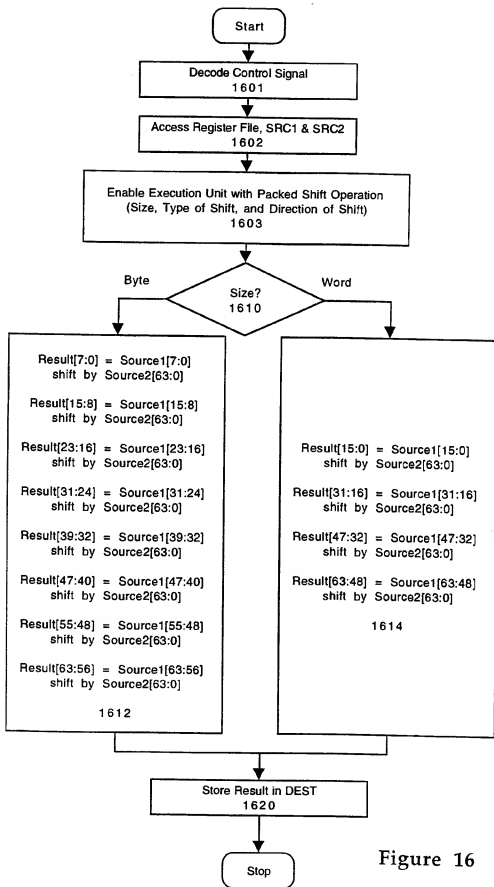 Start
Decode Control Signal
1601
Access Register File, SRC1 & SRC2
1602
Enable Execution Unit with Packed Shift Operation
(Size, Type of Shift, and Direction of Shift)
1603
Byte
Size?
1610
Word
Result[7:0] = Source1[7:0]
shift by Source2[63:0]
Result[15:8] = Source1[15:8]
shift by Source2[63:0]
Result[23:16] = Source1[23:16]
shift by Source2[63:0]
Result[31:24] = Source1[31:24]
shift by Source2[63:0]
Result[39:32] = Source1[39:32]
shift by Source2[63:0]
Result[47:40] = Source1[47:40]
shift by Source2[63:0]
Result[55:48] = Source1[55:48]
shift by Source2[63:0]
Result[63:56] = Source1[63:56]
shift by Source2[63:0]
1612
Result[15:0] = Source1[15:0]
shift by Source2[63:0]
Result[31:16] = Source1[31:16]
shift by Source2[63:0]
Result[47:32] = Source1[47:32]
shift by Source2[63:0]
Result[63:48] = Source1[63:48]
shift by Source2[63:0]
1614
Store Result in DEST
1620
Stop
Figure 16